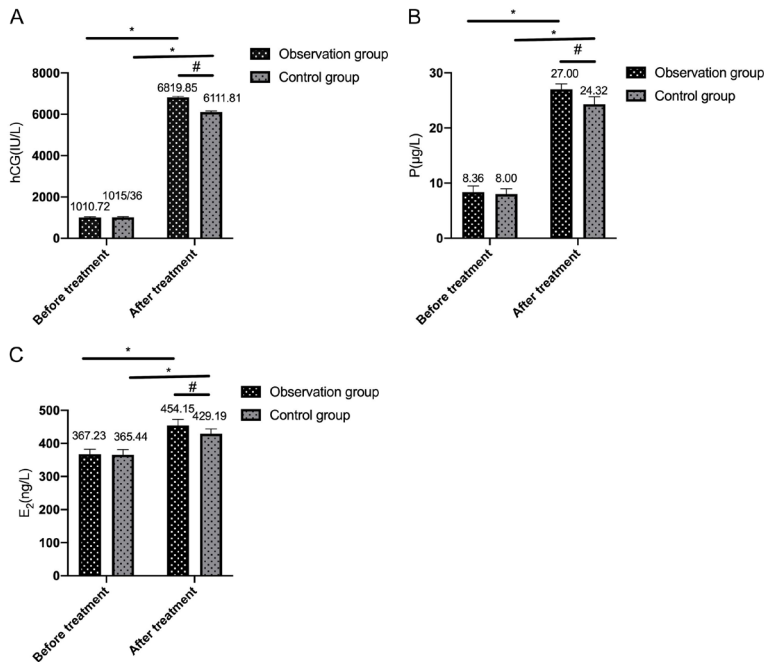 A
*
*
#
Observation group
Control group
hCG(IU/L)
8000
6000
4000
2000
0
1010.72
1015/36
6819.85
6111.81
Before treatment
After treatment
B
*
*
#
Observation group
Control group
P(μg/L)
30
20
10
0
8.36
8.00
27.00
24.32
Before treatment
After treatment
C
*
*
#
Observation group
Control group
E₂(ng/L)
500
400
300
200
100
0
367.23
365.44
454.15
429.19
Before treatment
After treatment